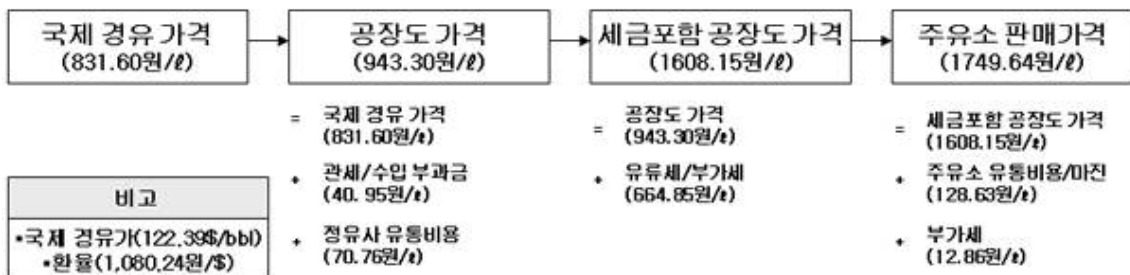 국제 경유 가격
(831.60원/ℓ)
공장도 가격
(943.30원/ℓ)
세금포함 공장도 가격
(1608.15원/ℓ)
주유소 판매가격
(1749.64원/ℓ)
= 국제 경유 가격
(831.60원/ℓ)
+ 관세/수입 부과금
(40.95원/ℓ)
+ 정유사 유통비용
(70.76원/ℓ)
= 공장도 가격
(943.30원/ℓ)
+ 유류세/부가세
(664.85원/ℓ)
= 세금포함 공장도 가격
(1608.15원/ℓ)
+ 주유소 유통비용/마진
(128.63원/ℓ)
+ 부가세
(12.86원/ℓ)
비고
•국제 경유가(122.39$/bbl)
•환율(1,080.24원/$)